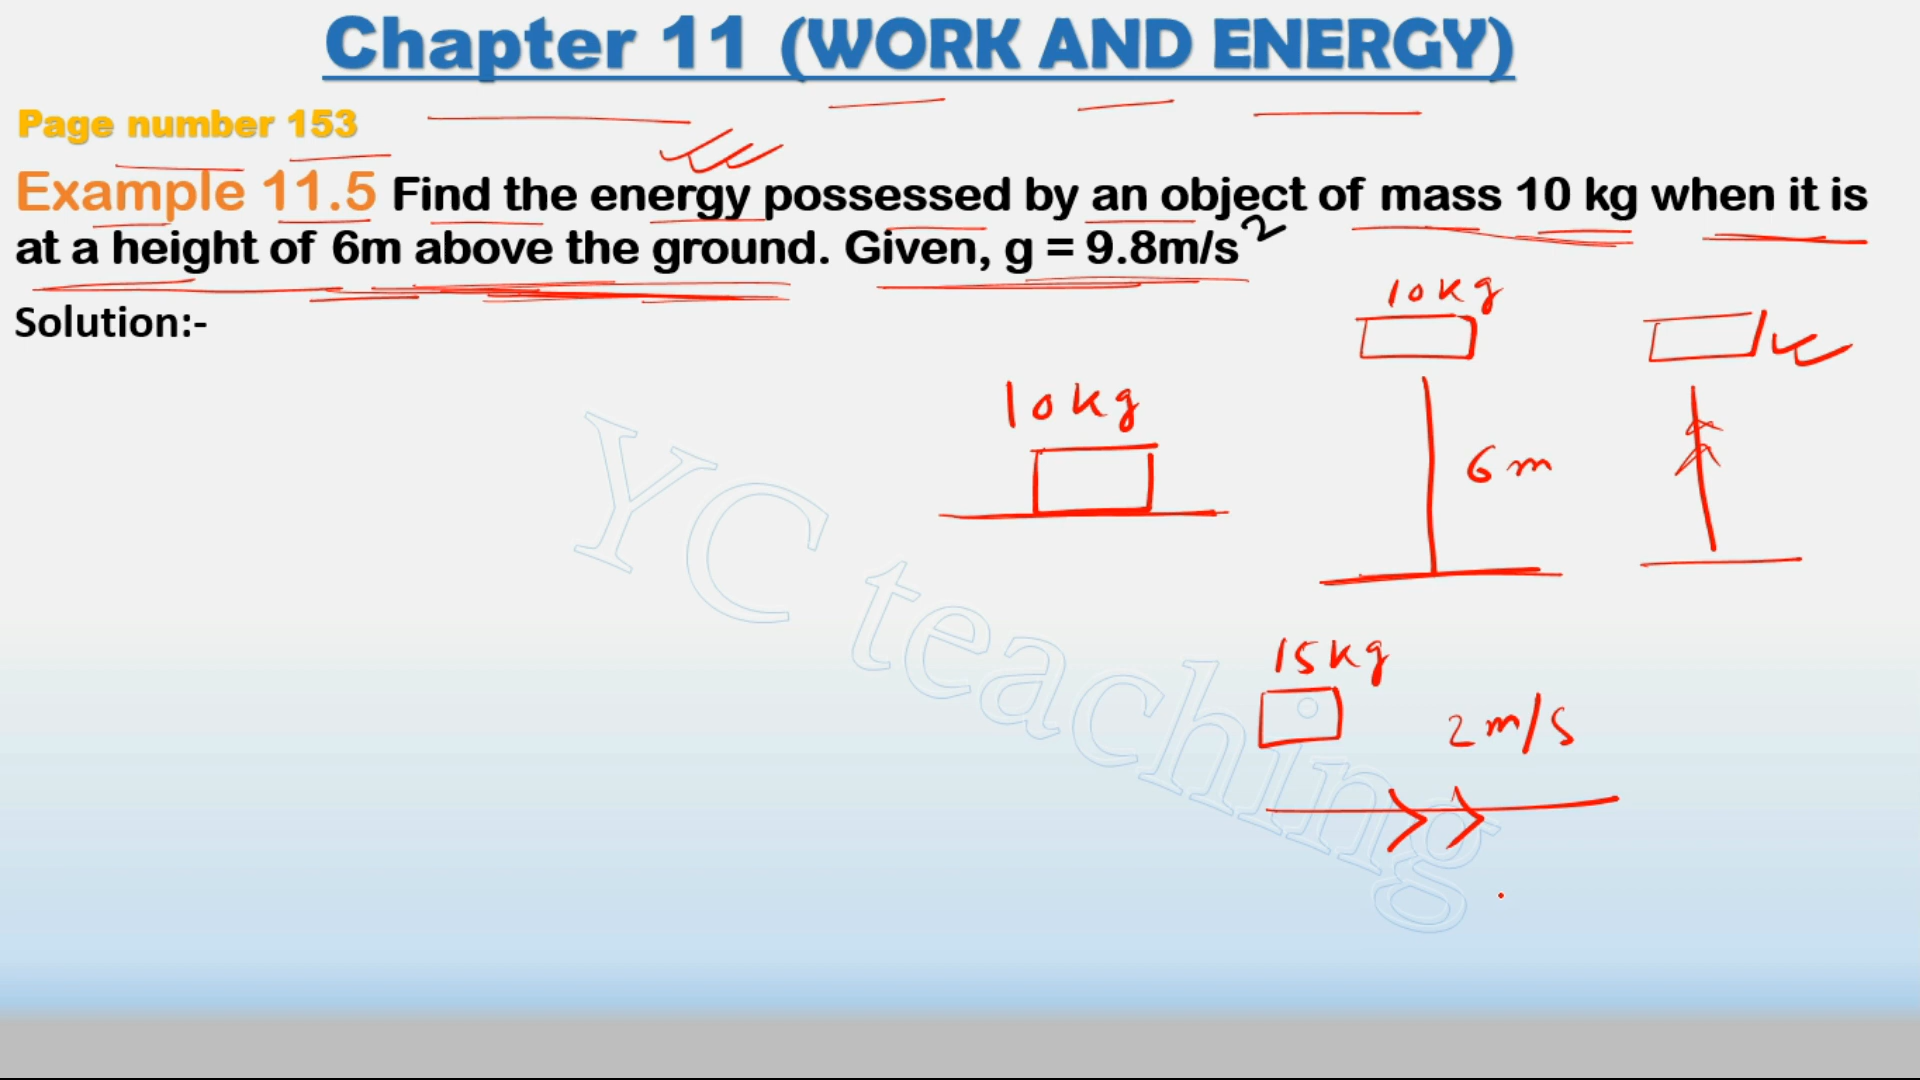 Chapter 11 (WORK AND ENERGY)
Page number 153
Example 11.5 Find the energy possessed by an object of mass 10 kg when it is
at a height of 6m above the ground. Given, g = 9.8m/s²
Solution:-
10kg
10kg
6m
15kg
2m/s
YC teaching